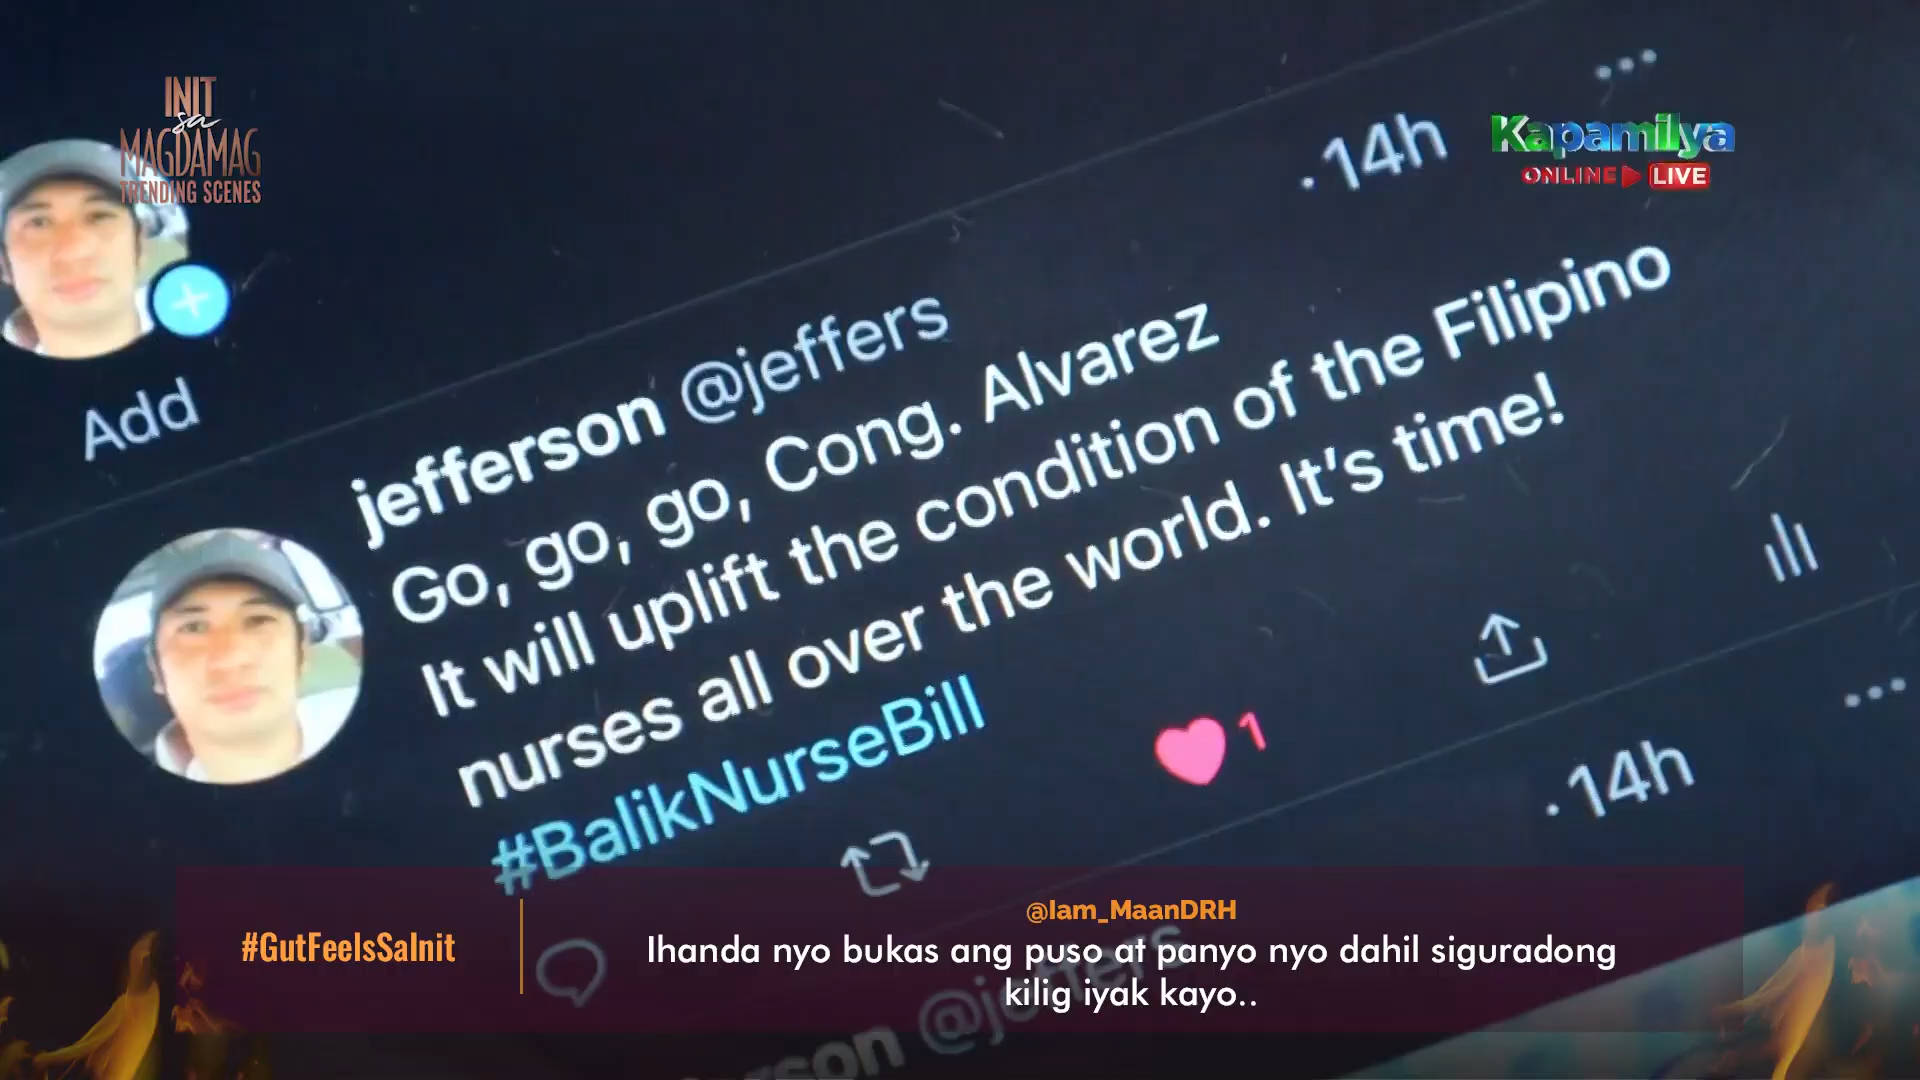 INIT
sa
MAGDAMAG
TRENDING SCENES
Kapamilya
ONLINE LIVE
Add
jefferson @jeffers
· 14h
Go, go, go, Cong. Alvarez
It will uplift the condition of the Filipino
nurses all over the world. It's time!
#BalikNurseBill
1
· 14h
#GutFeelsSaInit
@Iam_MaanDRH
Ihanda nyo bukas ang puso at panyo nyo dahil siguradong
kilig iyak kayo..
@jeffers